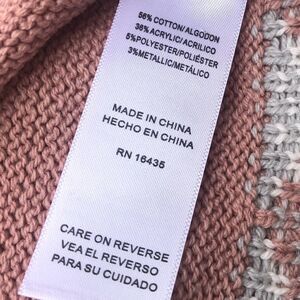 56% COTTON/ALGODON
36% ACRYLIC/ACRILICO
5%POLYESTER/POLIÉSTER
3%METALLIC/METÁLICO
MADE IN CHINA
HECHO EN CHINA
RN 16435
CARE ON REVERSE
VEA EL REVERSO
PARA SU CUIDADO